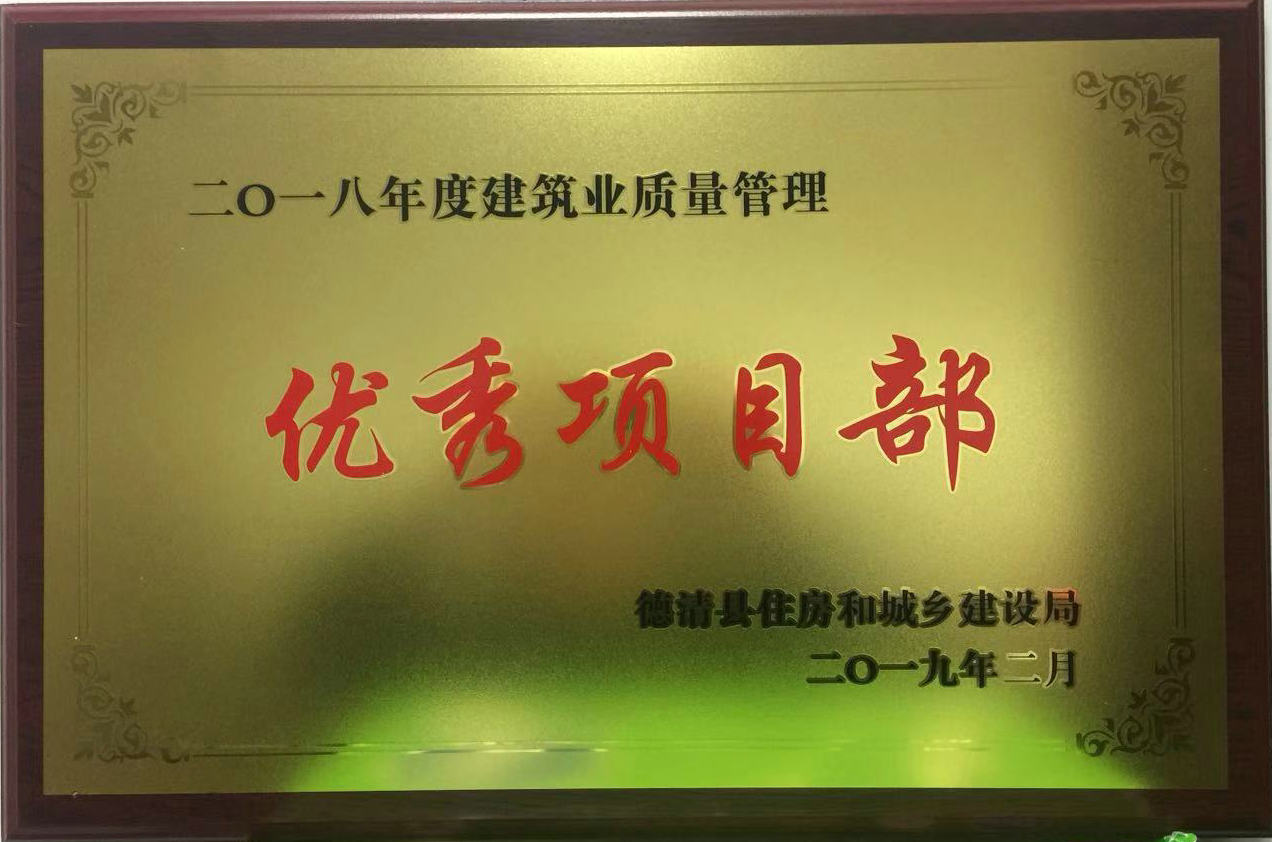 二〇一八年度建筑业质量管理
优秀项目部
德清县住房和城乡建设局
二〇一九年二月